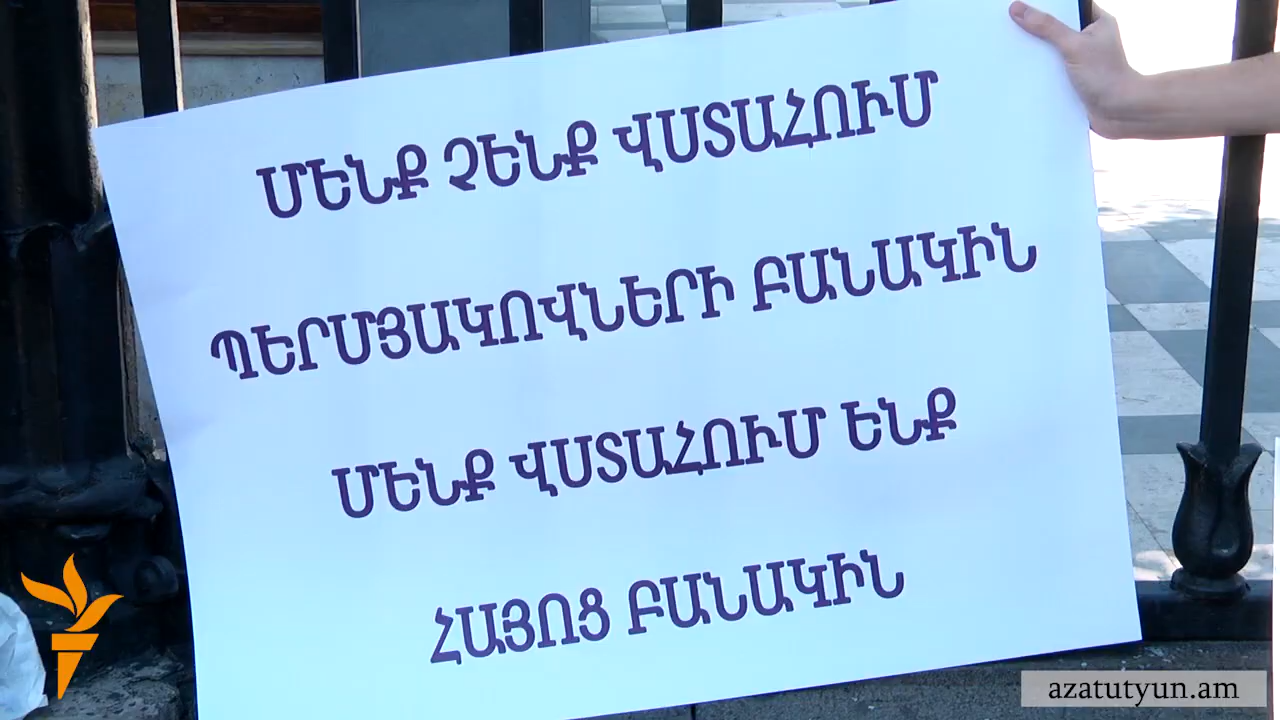 ՄԵՆՔ ՉԵՆՔ ՎՍՏԱՀՈՒՄ
ՊԵՐՄՅԱԿՈՎՆԵՐԻ ԲԱՆԱԿԻՆ
ՄԵՆՔ ՎՍՏԱՀՈՒՄ ԵՆՔ
ՀԱՅՈՑ ԲԱՆԱԿԻՆ
azatutyun.am